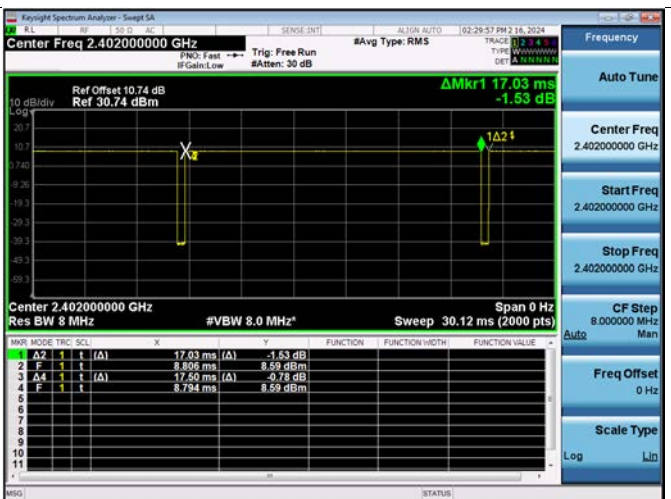 Keysight Spectrum Analyzer - Swept SA
RL RF 50 Ω AC SENSE:INT ALIGN AUTO 02:29:57 PM 2 16, 2024
Center Freq 2.402000000 GHz
PNO: Fast
IFGain:Low
Trig: Free Run
#Atten: 30 dB
#Avg Type: RMS
TRACE 1 2 3 4 5 6
TYPE
DET A N N N N N
ΔMkr1 17.03 ms
-1.53 dB
Ref Offset 10.74 dB
10 dB/div Ref 30.74 dBm
Log
20.7
10.7
0.740
-9.26
-19.3
-29.3
-39.3
-49.3
-59.3
1Δ2
Center 2.402000000 GHz Span 0 Hz
Res BW 8 MHz #VBW 8.0 MHz* Sweep 30.12 ms (2000 pts)
MKR MODE TRC SCL X Y FUNCTION FUNCTION WIDTH FUNCTION VALUE
1 Δ2 1 t (Δ) 17.03 ms (Δ) -1.53 dB
2 F 1 t 8.806 ms 8.59 dBm
3 Δ4 1 t (Δ) 17.50 ms (Δ) -0.78 dB
4 F 1 t 8.794 ms 8.59 dBm
5
6
7
8
9
10
11
MSG STATUS
Frequency
Auto Tune
Center Freq
2.402000000 GHz
Start Freq
2.402000000 GHz
Stop Freq
2.402000000 GHz
CF Step
8.000000 MHz
Auto Man
Freq Offset
0 Hz
Scale Type
Log Lin